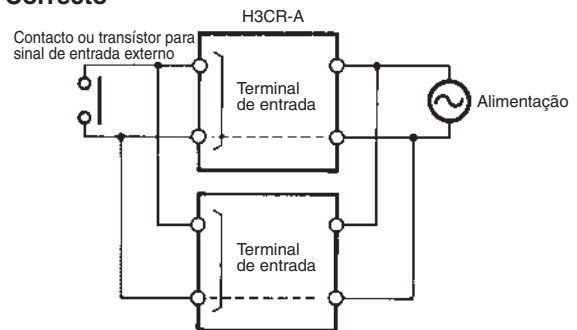 Correcto
H3CR-A
Contacto ou transístor para
sinal de entrada externo
Terminal
de entrada
Alimentação
Terminal
de entrada